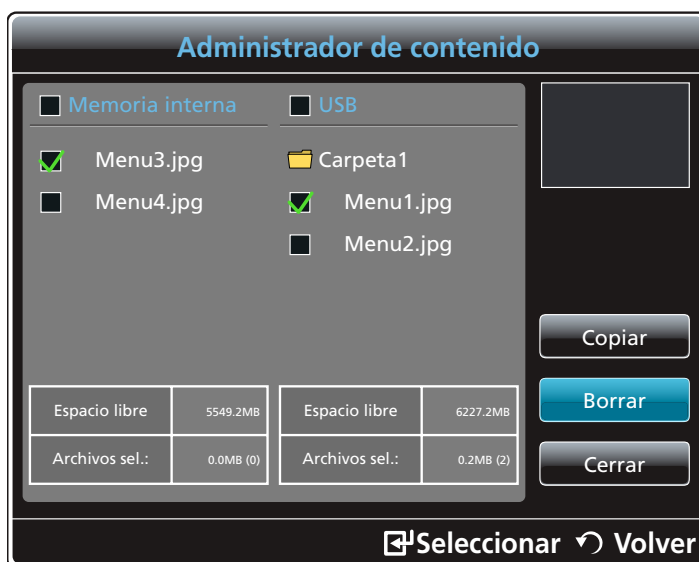 Administrador de contenido
Memoria interna
Menu3.jpg
Menu4.jpg
USB
Carpeta1
Menu1.jpg
Menu2.jpg
Espacio libre 5549.2MB
Archivos sel.: 0.0MB (0)
Espacio libre 6227.2MB
Archivos sel.: 0.2MB (2)
Copiar
Borrar
Cerrar
Seleccionar Volver